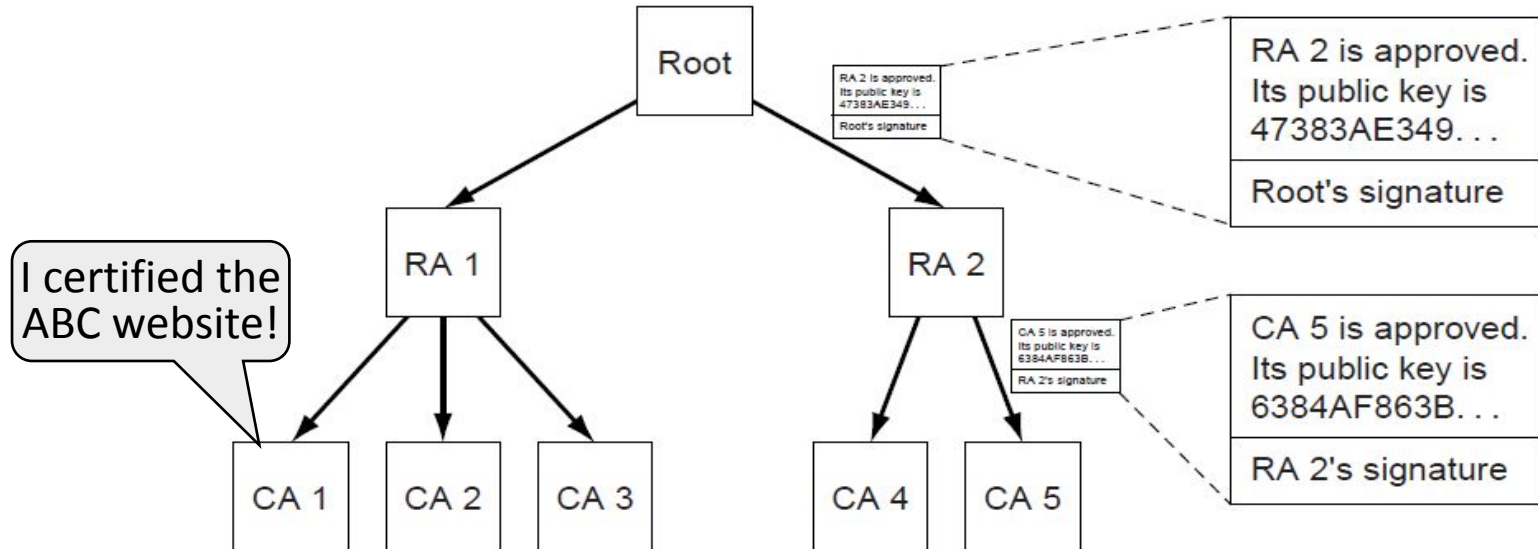 Root
RA 2 is approved.
Its public key is
47383AE349...
Root's signature
RA 2 is approved.
Its public key is
47383AE349. . .
Root's signature
I certified the
ABC website!
RA 1
RA 2
CA 5 is approved.
Its public key is
6384AF863B...
RA 2's signature
CA 5 is approved.
Its public key is
6384AF863B. . .
RA 2's signature
CA 1
CA 2
CA 3
CA 4
CA 5